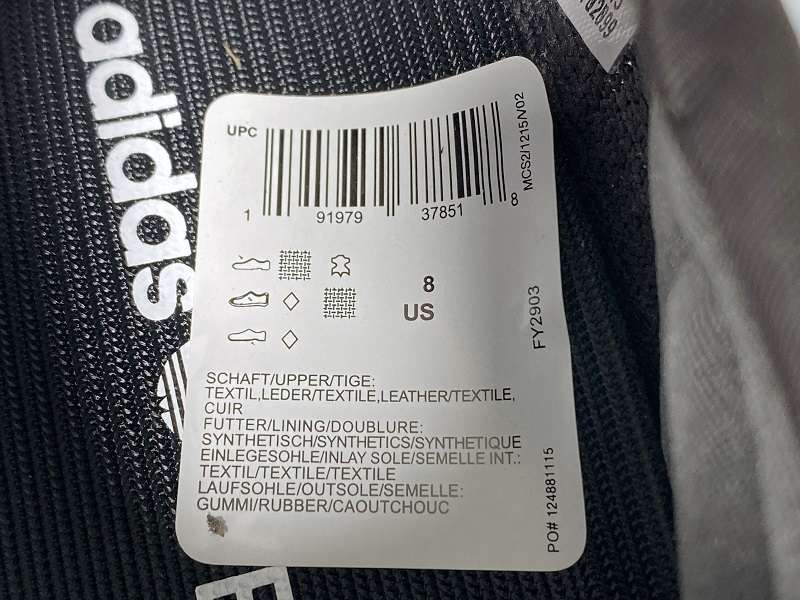 adidas
UPC
1 91979 37851 8
MCS2/1215N/02
8
US
FY2903
SCHAFT/UPPER/TIGE:
TEXTIL,LEDER/TEXTILE,LEATHER/TEXTILE,
CUIR
FUTTER/LINING/DOUBLURE:
SYNTHETISCH/SYNTHETICS/SYNTHETIQUE
EINLEGESOHLE/INLAY SOLE/SEMELLE INT.:
TEXTIL/TEXTILE/TEXTILE
LAUFSOHLE/OUTSOLE/SEMELLE:
GUMMI/RUBBER/CAOUTCHOUC
PO# 124881115